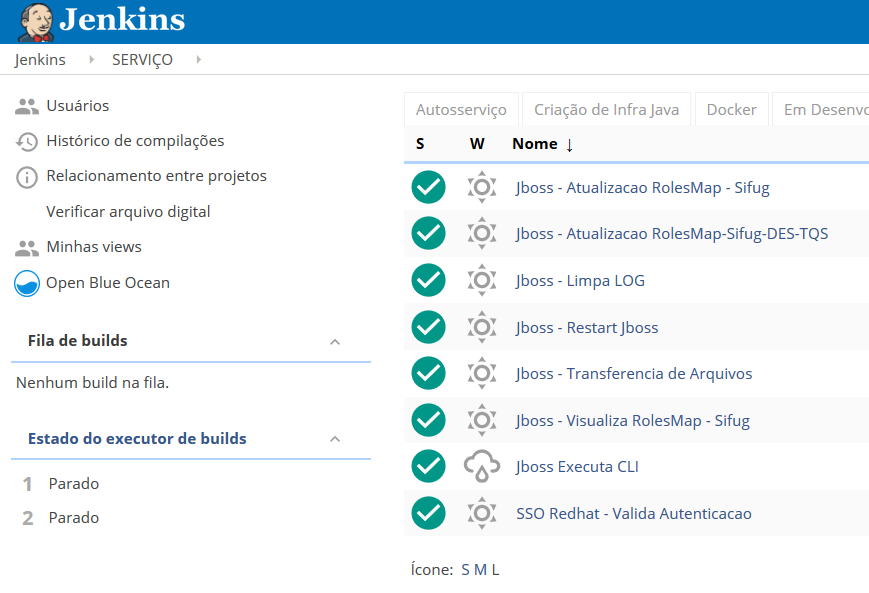 Jenkins
Jenkins SERVIÇO
Usuários
Histórico de compilações
Relacionamento entre projetos
Verificar arquivo digital
Minhas views
Open Blue Ocean
Fila de builds
Nenhum build na fila.
Estado do executor de builds
1 Parado
2 Parado
Autosserviço Criação de Infra Java Docker Em Desenvo
S W Nome ↓
Jboss - Atualizacao RolesMap - Sifug
Jboss - Atualizacao RolesMap-Sifug-DES-TQS
Jboss - Limpa LOG
Jboss - Restart Jboss
Jboss - Transferencia de Arquivos
Jboss - Visualiza RolesMap - Sifug
Jboss Executa CLI
SSO Redhat - Valida Autenticacao
Ícone: S M L